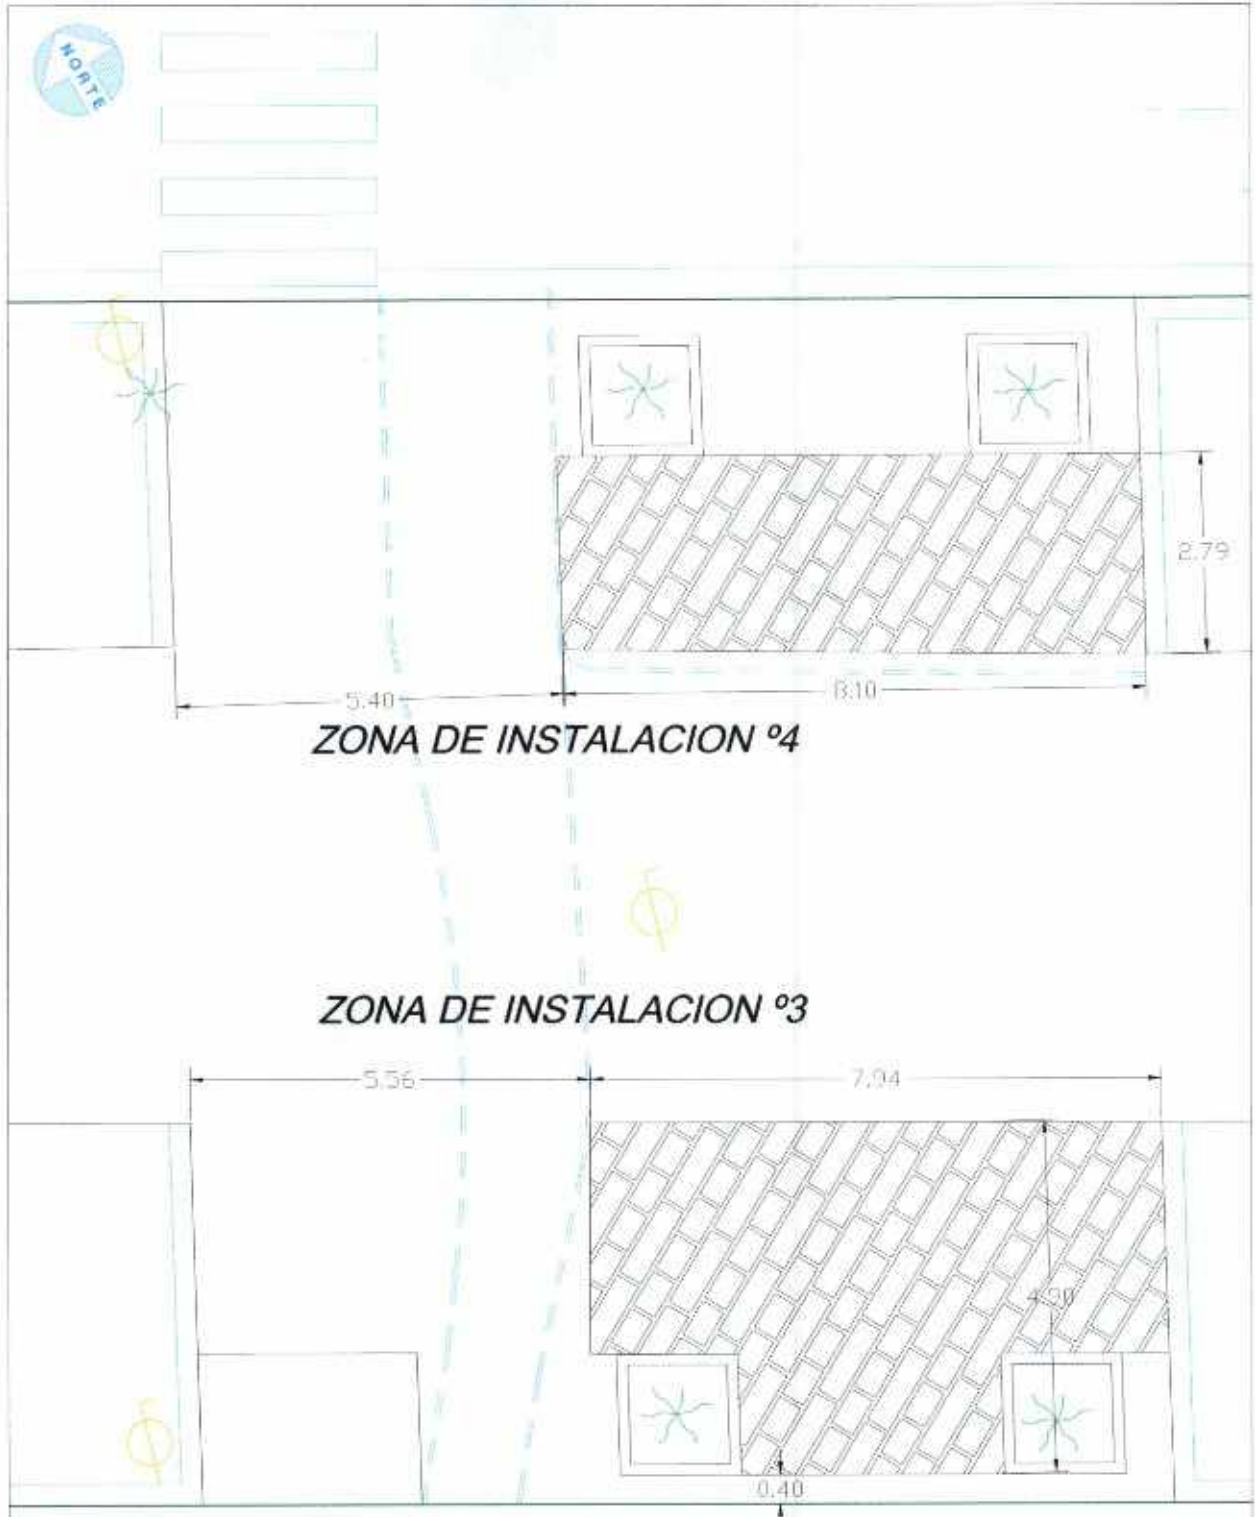 NORTE
2.79
5.40
8.10
ZONA DE INSTALACION º4
ZONA DE INSTALACION º3
5.56
7.94
4.90
0.40